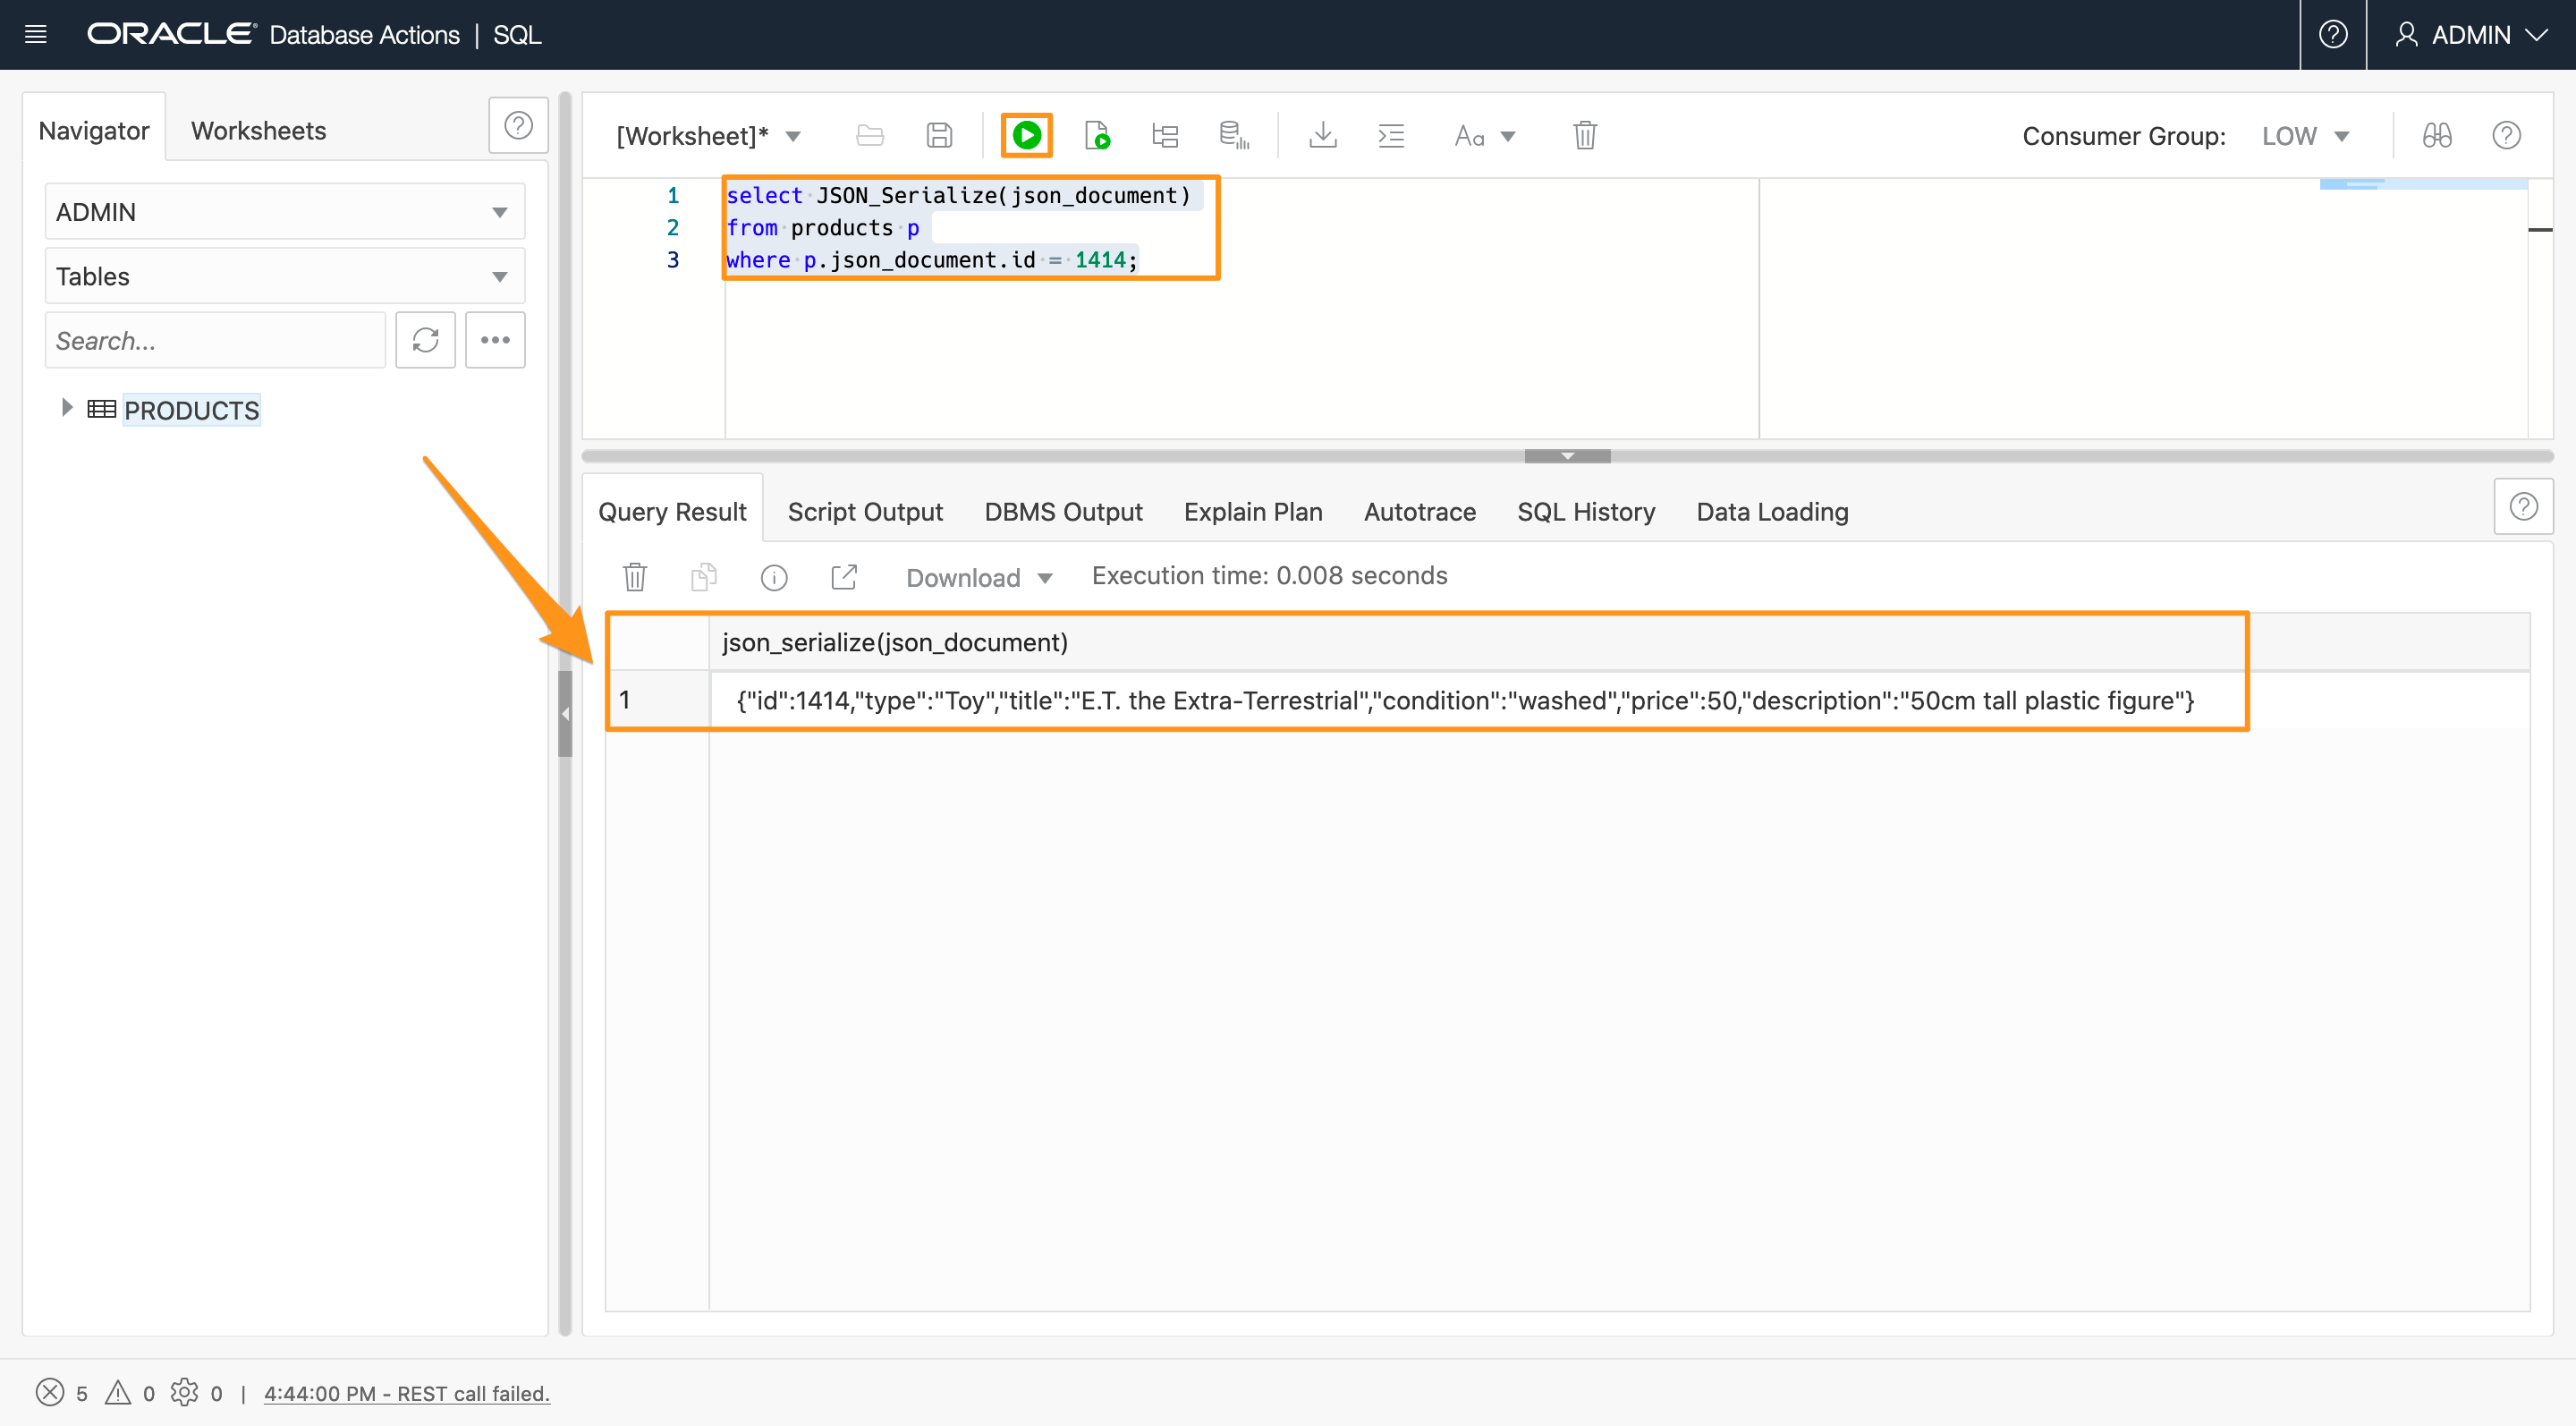 ORACLE® Database Actions | SQL
ADMIN
Navigator
Worksheets
ADMIN
Tables
Search...
PRODUCTS
[Worksheet]*
Aa
Consumer Group: LOW
1 select JSON_Serialize(json_document)
2 from products p
3 where p.json_document.id = 1414;
Query Result
Script Output
DBMS Output
Explain Plan
Autotrace
SQL History
Data Loading
Download
Execution time: 0.008 seconds
json_serialize(json_document)
1 {"id":1414,"type":"Toy","title":"E.T. the Extra-Terrestrial","condition":"washed","price":50,"description":"50cm tall plastic figure"}
5 0 0 | 4:44:00 PM - REST call failed.